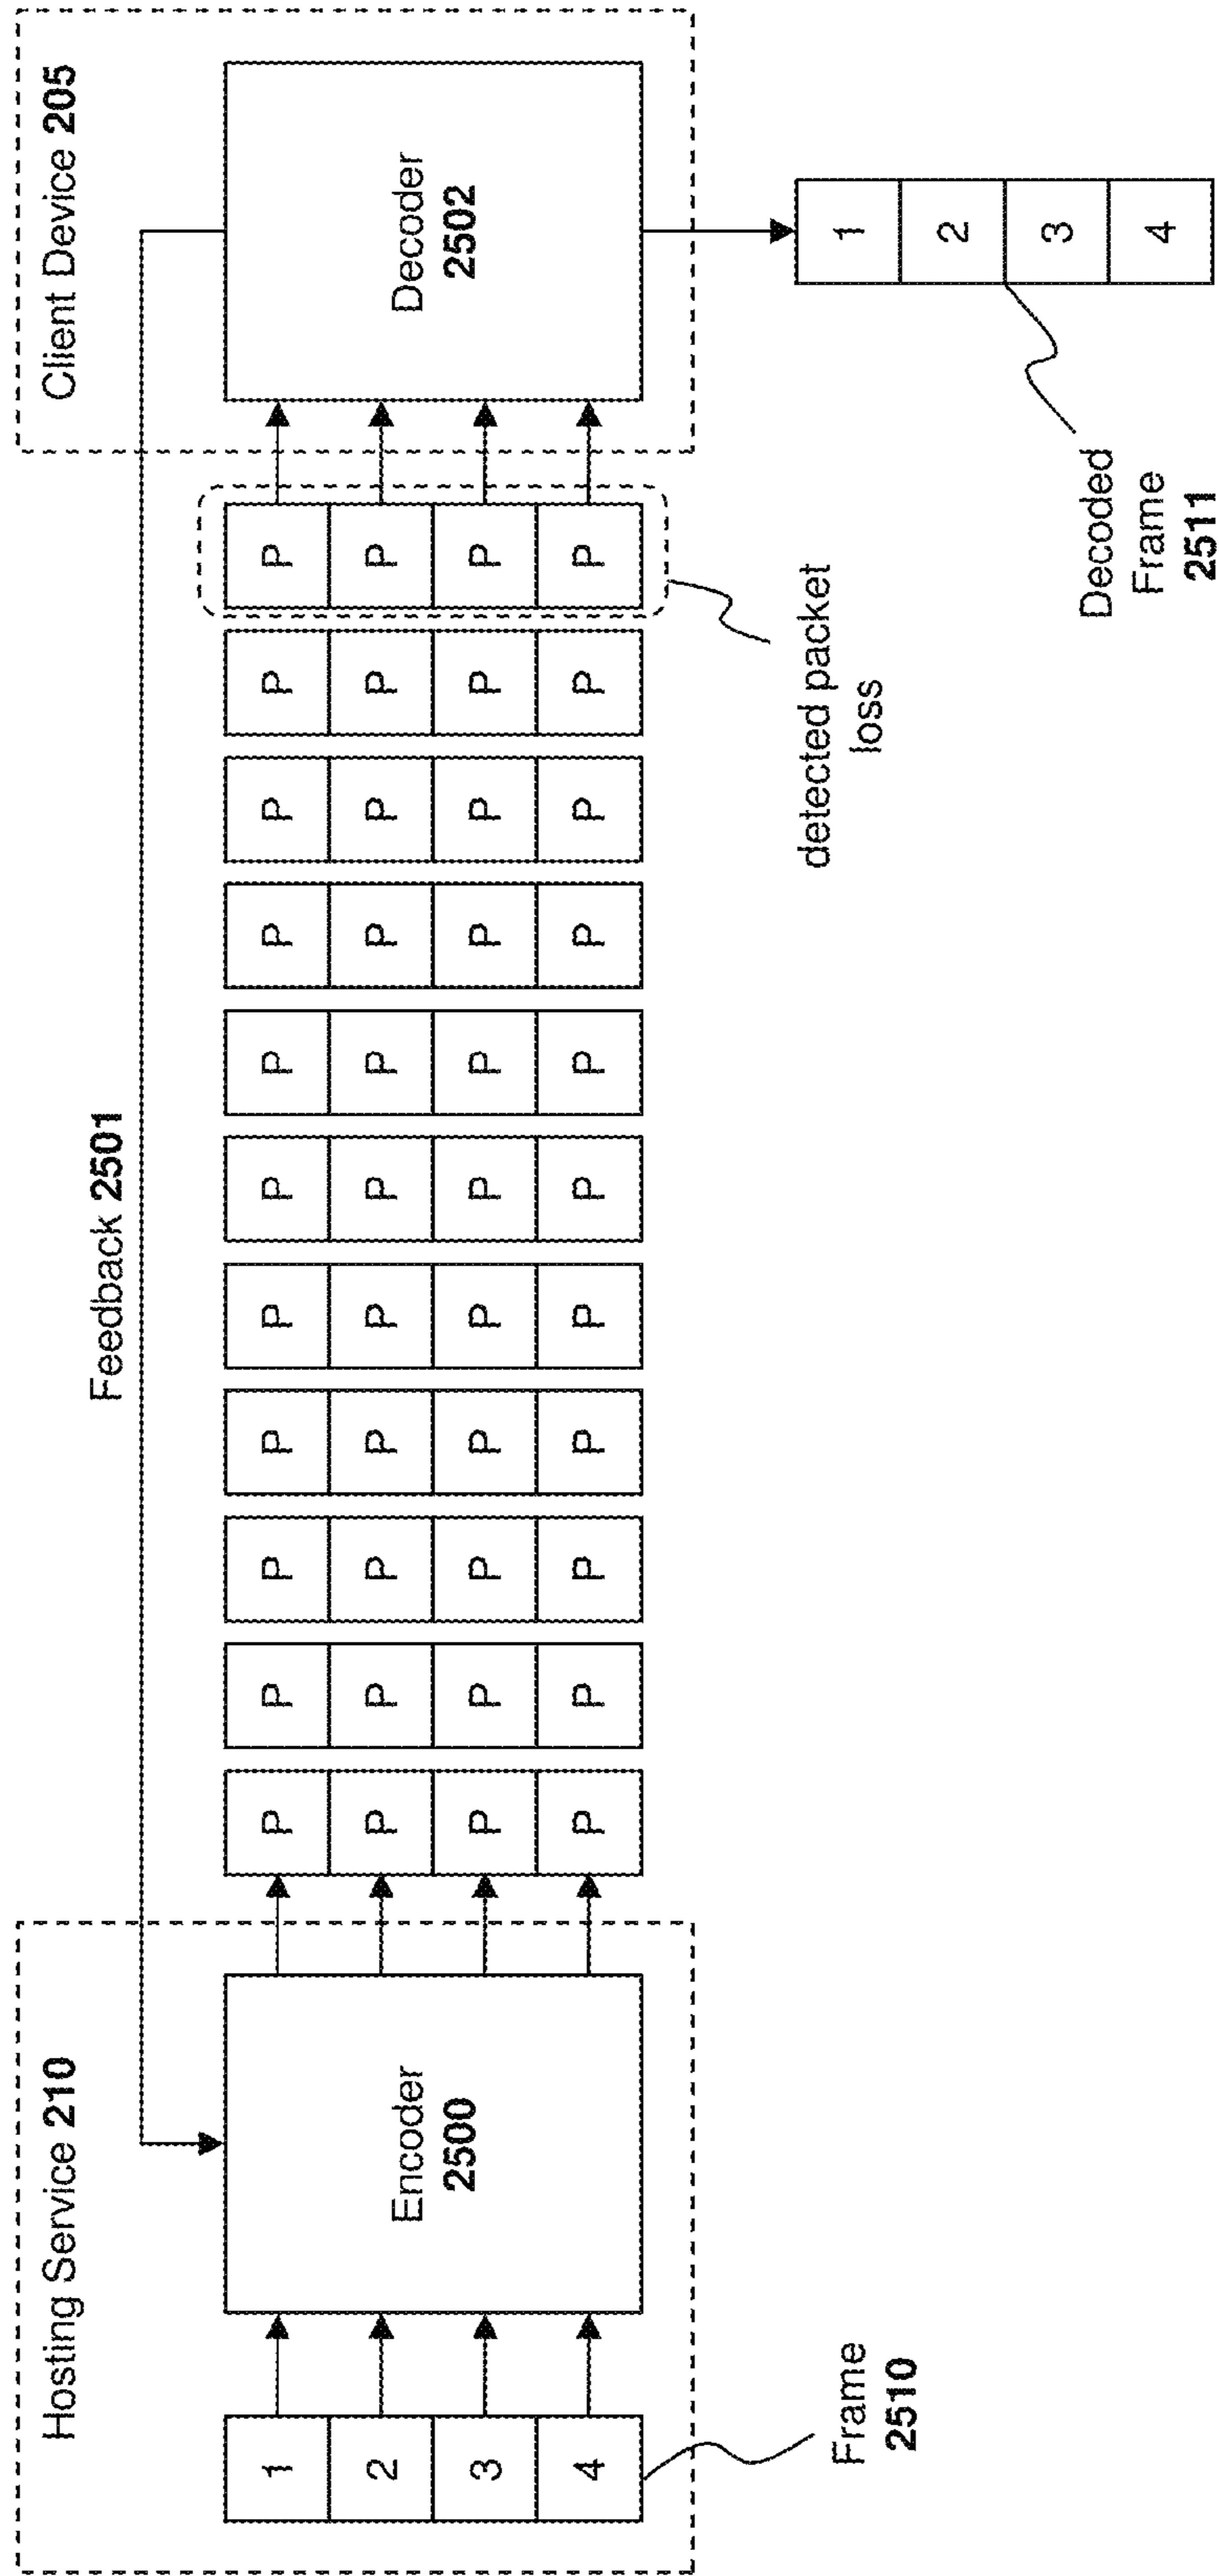 Hosting Service 210
Feedback 2501
Client Device 205
1
2
3
4
Encoder
2500
P P P P P P P P P P P
P P P P P P P P P P P
P P P P P P P P P P P
P P P P P P P P P P P
Decoder
2502
Frame
2510
detected packet
loss
1
2
3
4
Decoded
Frame
2511